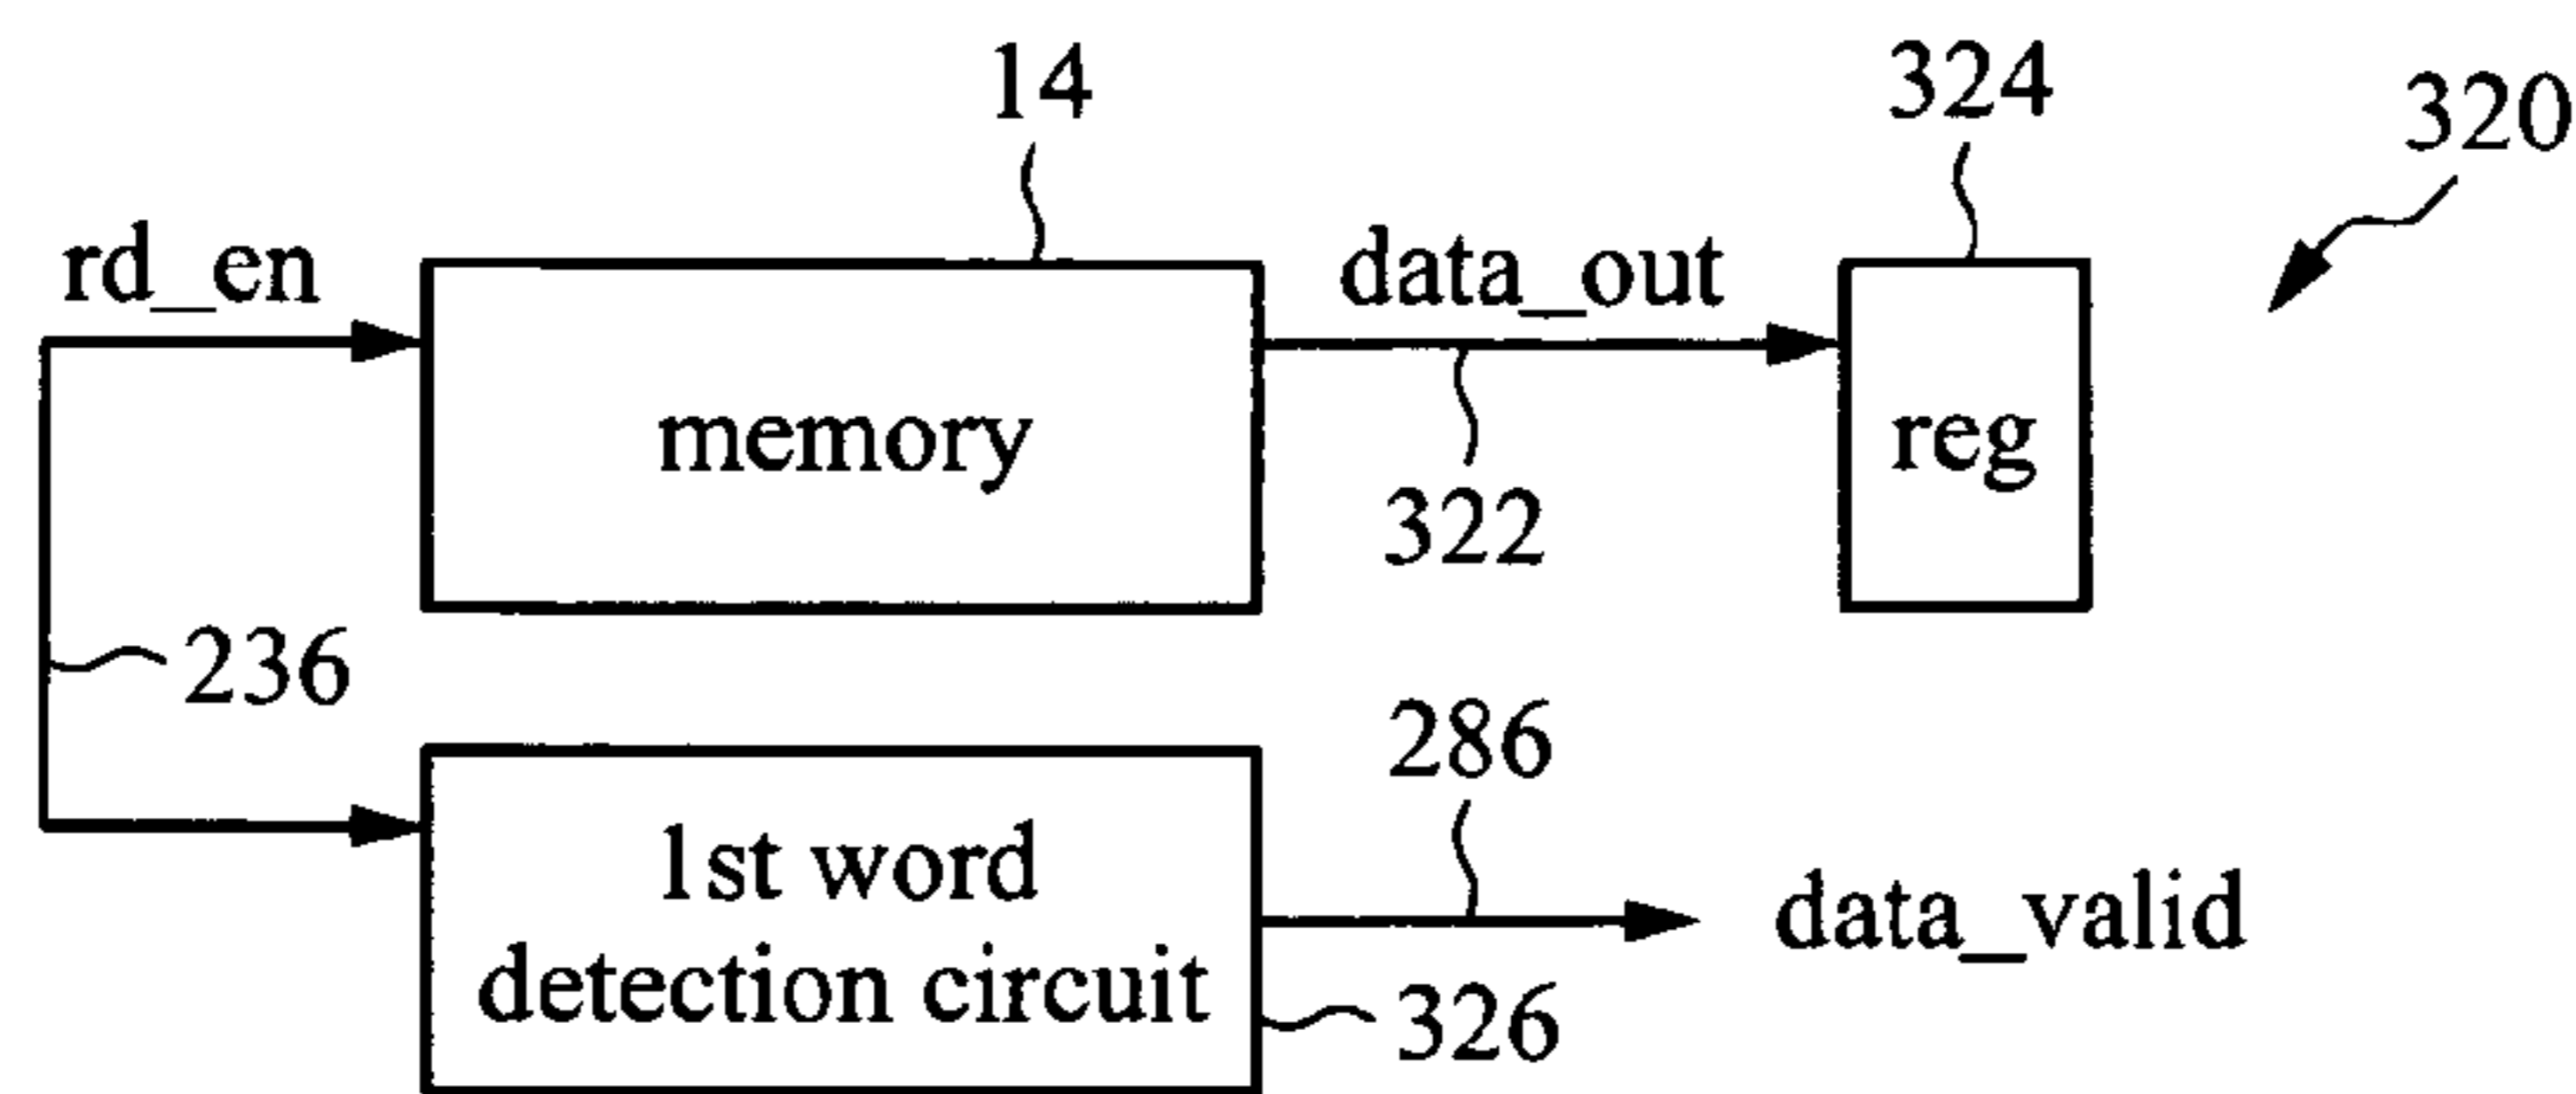 14
324
320
rd_en
data_out
memory
reg
322
236
286
1st word
detection circuit
data_valid
326